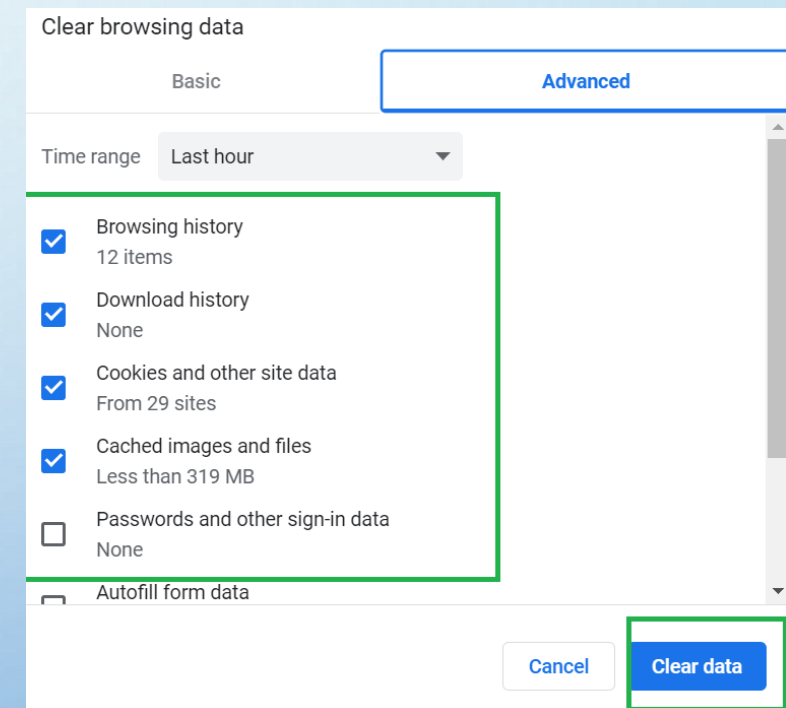 Clear browsing data
Basic
Advanced
Time range
Last hour
Browsing history
12 items
Download history
None
Cookies and other site data
From 29 sites
Cached images and files
Less than 319 MB
Passwords and other sign-in data
None
Autofill form data
Cancel
Clear data